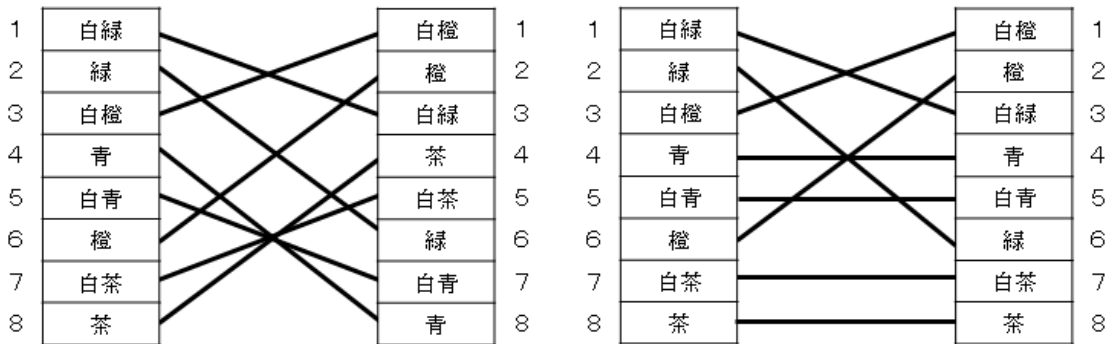 1 白緑 白橙 1 1 白緑 白橙 1
2 緑 橙 2 2 緑 橙 2
3 白橙 白緑 3 3 白橙 白緑 3
4 青 茶 4 4 青 青 4
5 白青 白茶 5 5 白青 白青 5
6 橙 緑 6 6 橙 緑 6
7 白茶 白青 7 7 白茶 白茶 7
8 茶 青 8 8 茶 茶 8